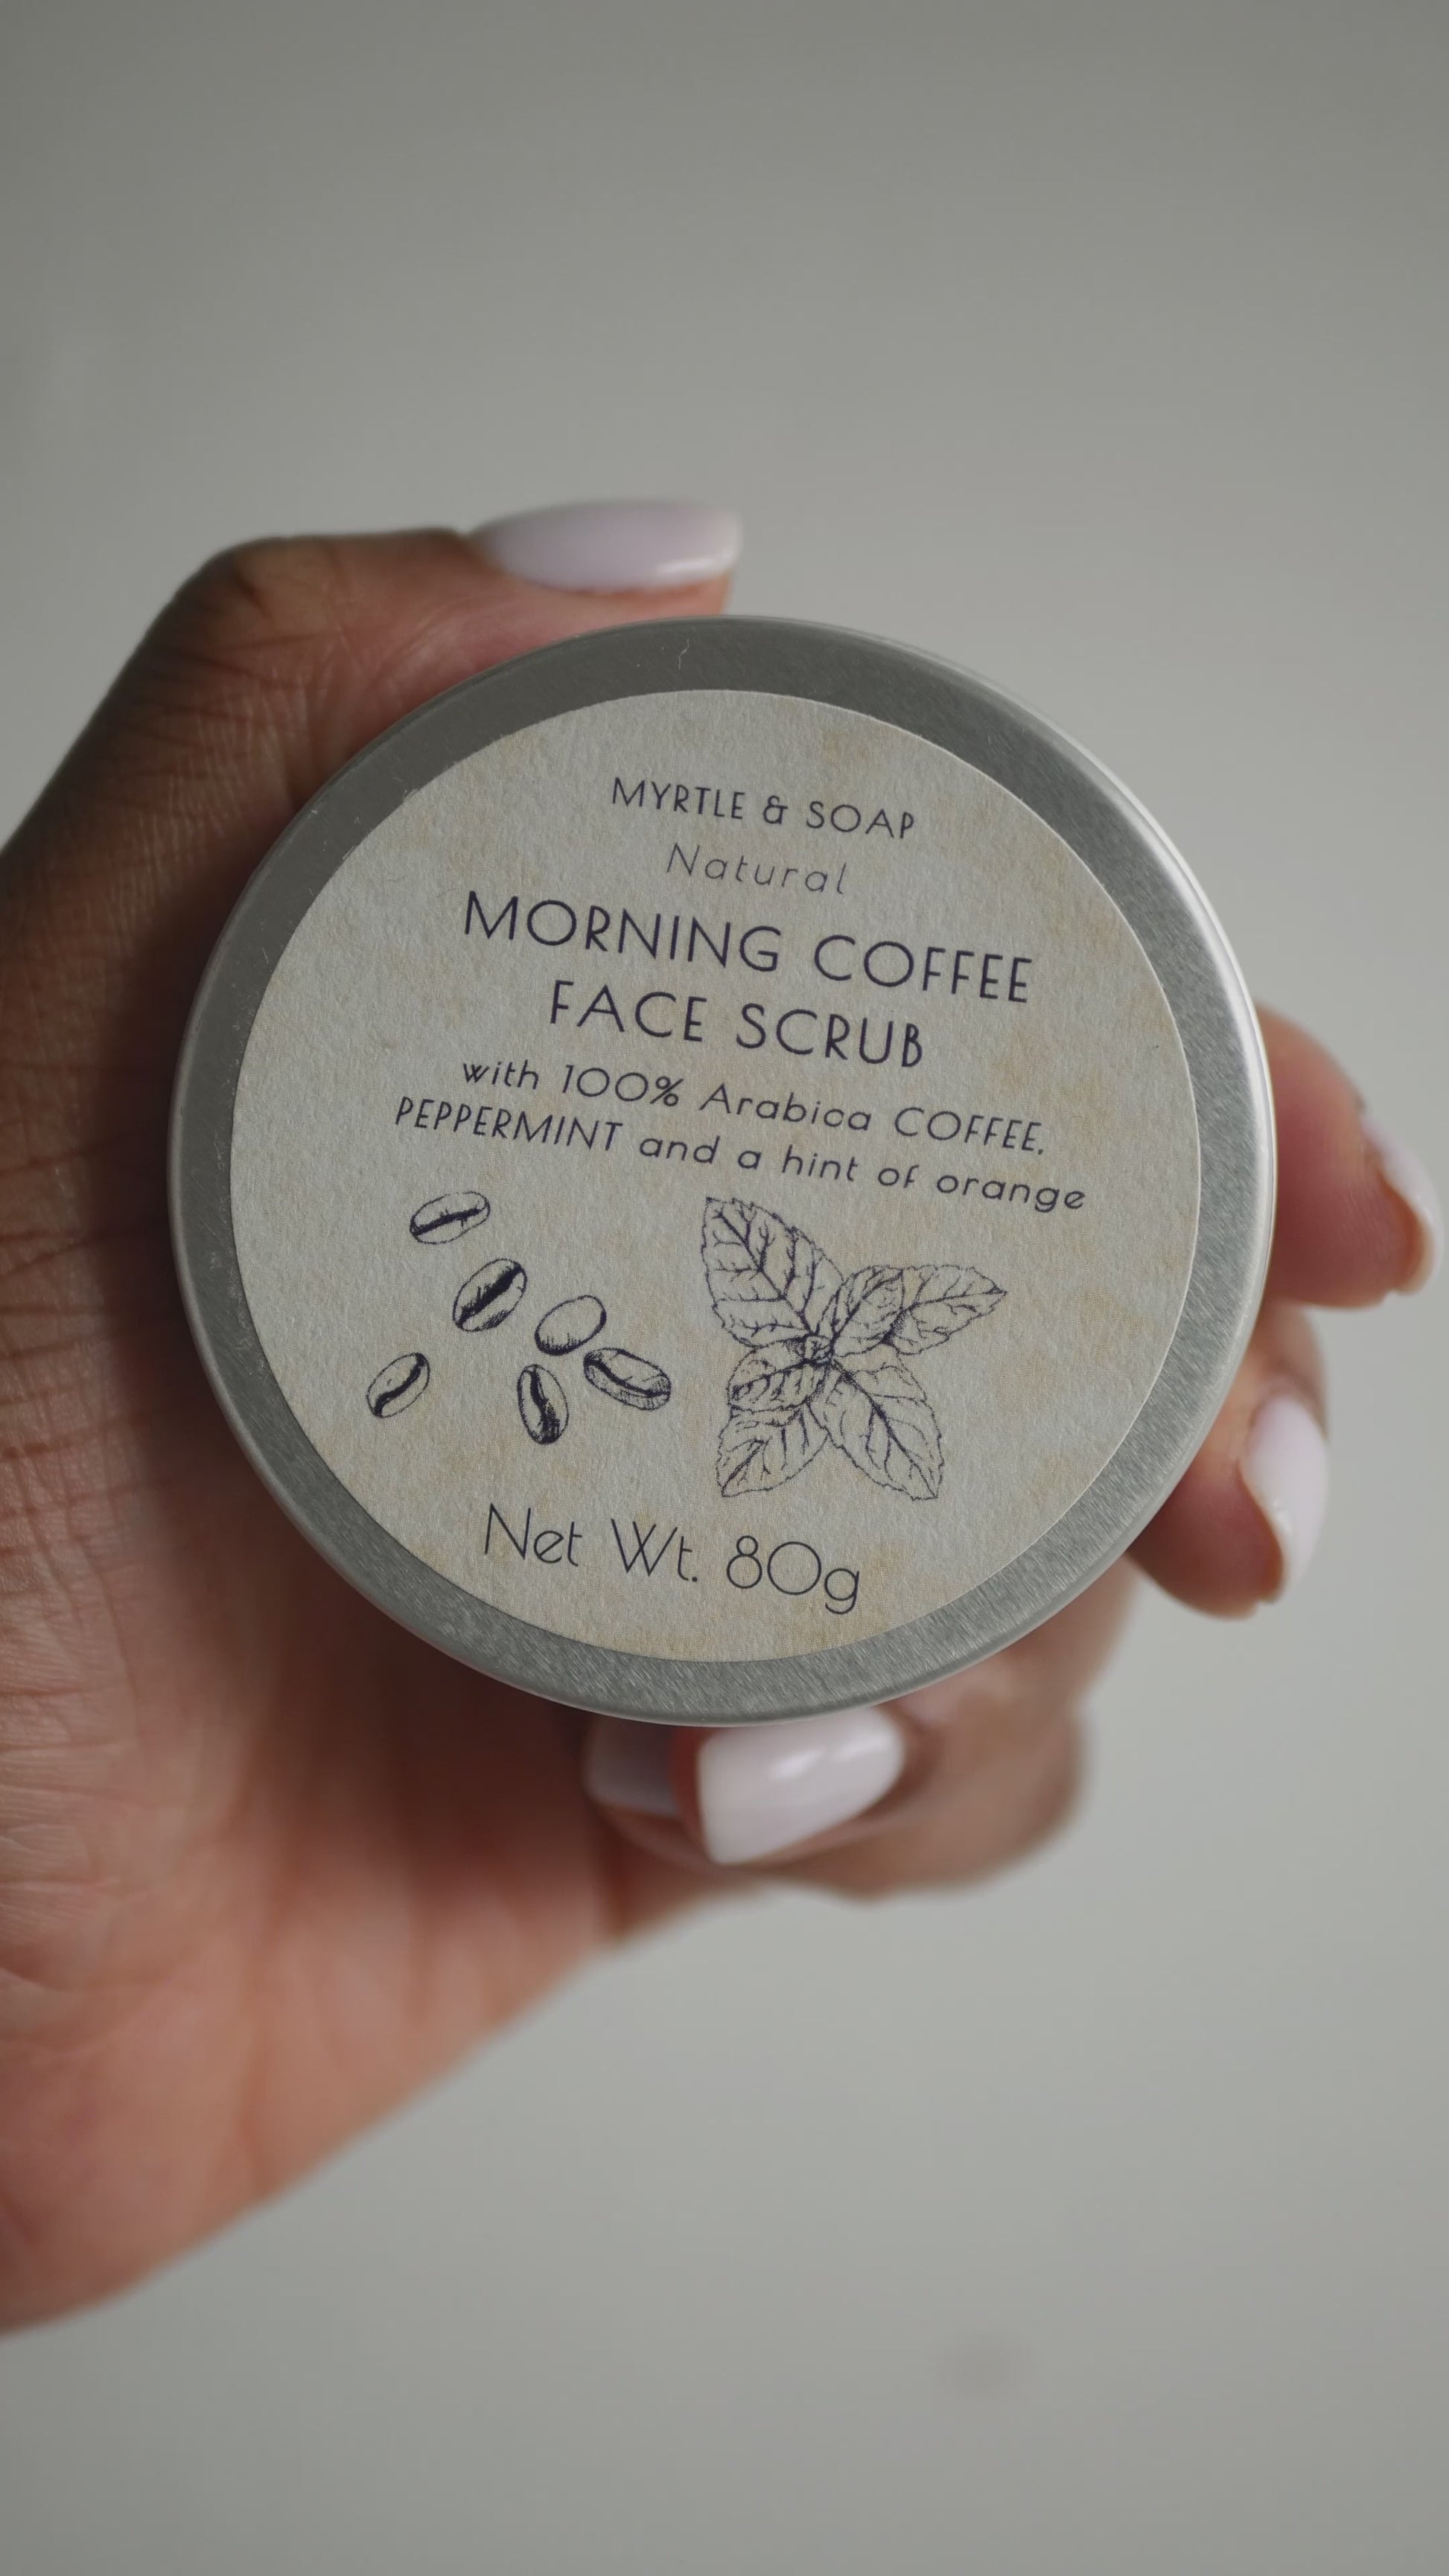 MYRTLE & SOAP
Natural
MORNING COFFEE
FACE SCRUB
with 100% Arabica COFFEE,
PEPPERMINT and a hint of orange
Net Wt. 80g